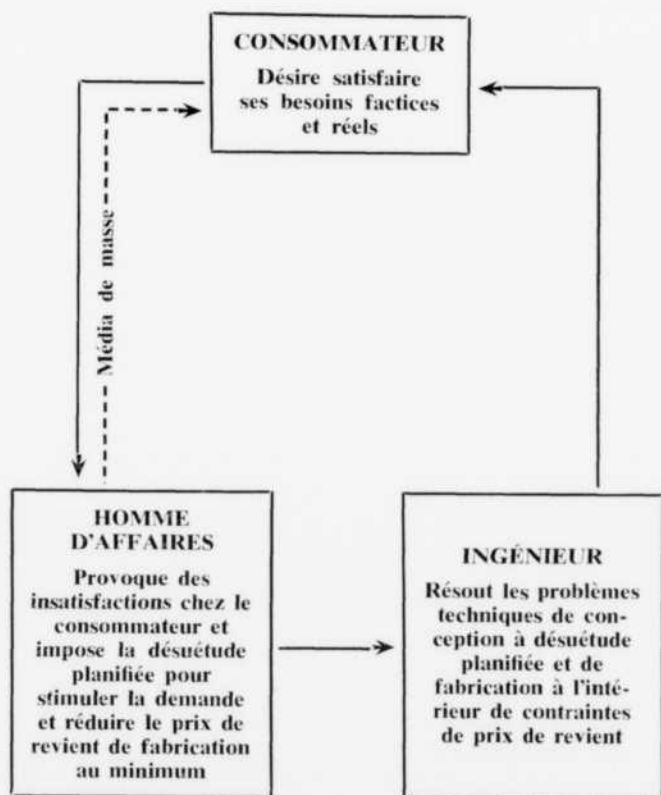 CONSOMMATEUR
Désire satisfaire
ses besoins factices
et réels
Média de masse
HOMME
D'AFFAIRES
Provoque des
insatisfactions chez le
consommateur et
impose la désuétude
planifiée pour
stimuler la demande
et réduire le prix de
revient de fabrication
au minimum
INGÉNIEUR
Résout les problèmes
techniques de con-
ception à désuétude
planifiée et de
fabrication à l'inté-
rieur de contraintes
de prix de revient